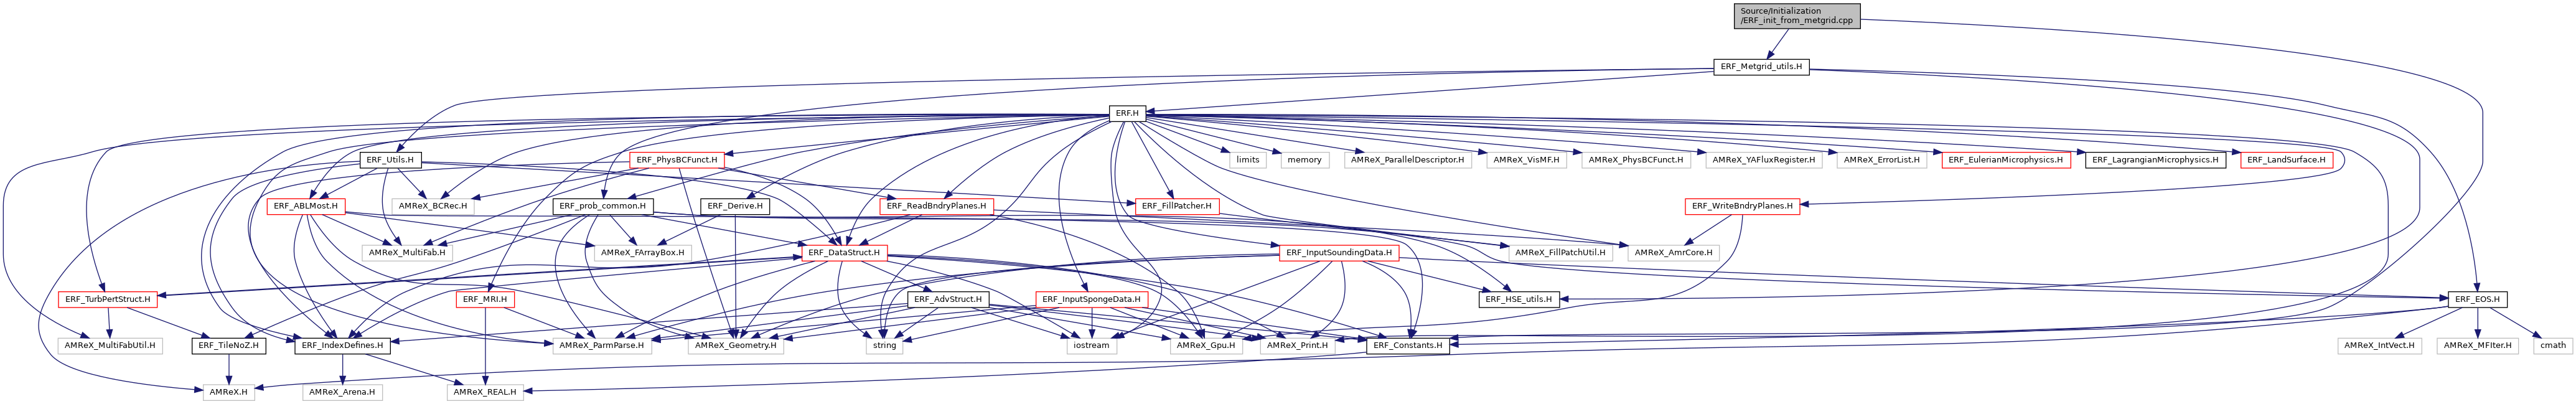 Source/Initialization
/ERF_init_from_metgrid.cpp
ERF_Metgrid_utils.H
ERF.H
ERF_Utils.H
ERF_PhysBCFunct.H
limits
memory
AMReX_ParallelDescriptor.H
AMReX_VisMF.H
AMReX_PhysBCFunct.H
AMReX_YAFluxRegister.H
AMReX_ErrorList.H
ERF_EulerianMicrophysics.H
ERF_LagrangianMicrophysics.H
ERF_LandSurface.H
ERF_ABLMost.H
AMReX_BCRec.H
ERF_prob_common.H
ERF_Derive.H
ERF_ReadBndryPlanes.H
ERF_FillPatcher.H
ERF_WriteBndryPlanes.H
AMReX_MultiFab.H
AMReX_FArrayBox.H
ERF_DataStruct.H
ERF_InputSoundingData.H
AMReX_FillPatchUtil.H
AMReX_AmrCore.H
ERF_TurbPertStruct.H
ERF_MRI.H
ERF_AdvStruct.H
ERF_InputSpongeData.H
ERF_HSE_utils.H
ERF_EOS.H
AMReX_MultiFabUtil.H
ERF_TileNoZ.H
ERF_IndexDefines.H
AMReX_ParmParse.H
AMReX_Geometry.H
string
iostream
AMReX_Gpu.H
AMReX_Print.H
ERF_Constants.H
AMReX_IntVect.H
AMReX_MFIter.H
cmath
AMReX.H
AMReX_Arena.H
AMReX_REAL.H